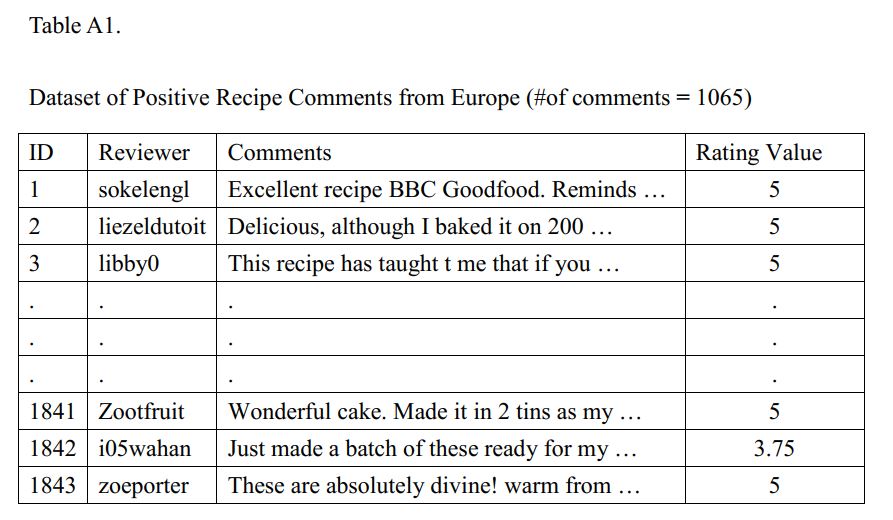 Table A1.
Dataset of Positive Recipe Comments from Europe (#of comments = 1065)
ID Reviewer Comments Rating Value
1 sokelengl Excellent recipe BBC Goodfood. Reminds … 5
2 liezeldutoit Delicious, although I baked it on 200 … 5
3 libby0 This recipe has taught t me that if you … 5
. . . .
. . . .
. . . .
1841 Zootfruit Wonderful cake. Made it in 2 tins as my … 5
1842 i05wahan Just made a batch of these ready for my … 3.75
1843 zoeporter These are absolutely divine! warm from … 5